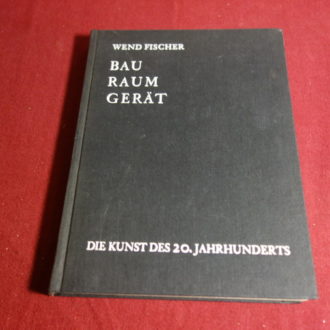 WEND FISCHER
BAU
RAUM
GERÄT
DIE KUNST DES 20. JAHRHUNDERTS